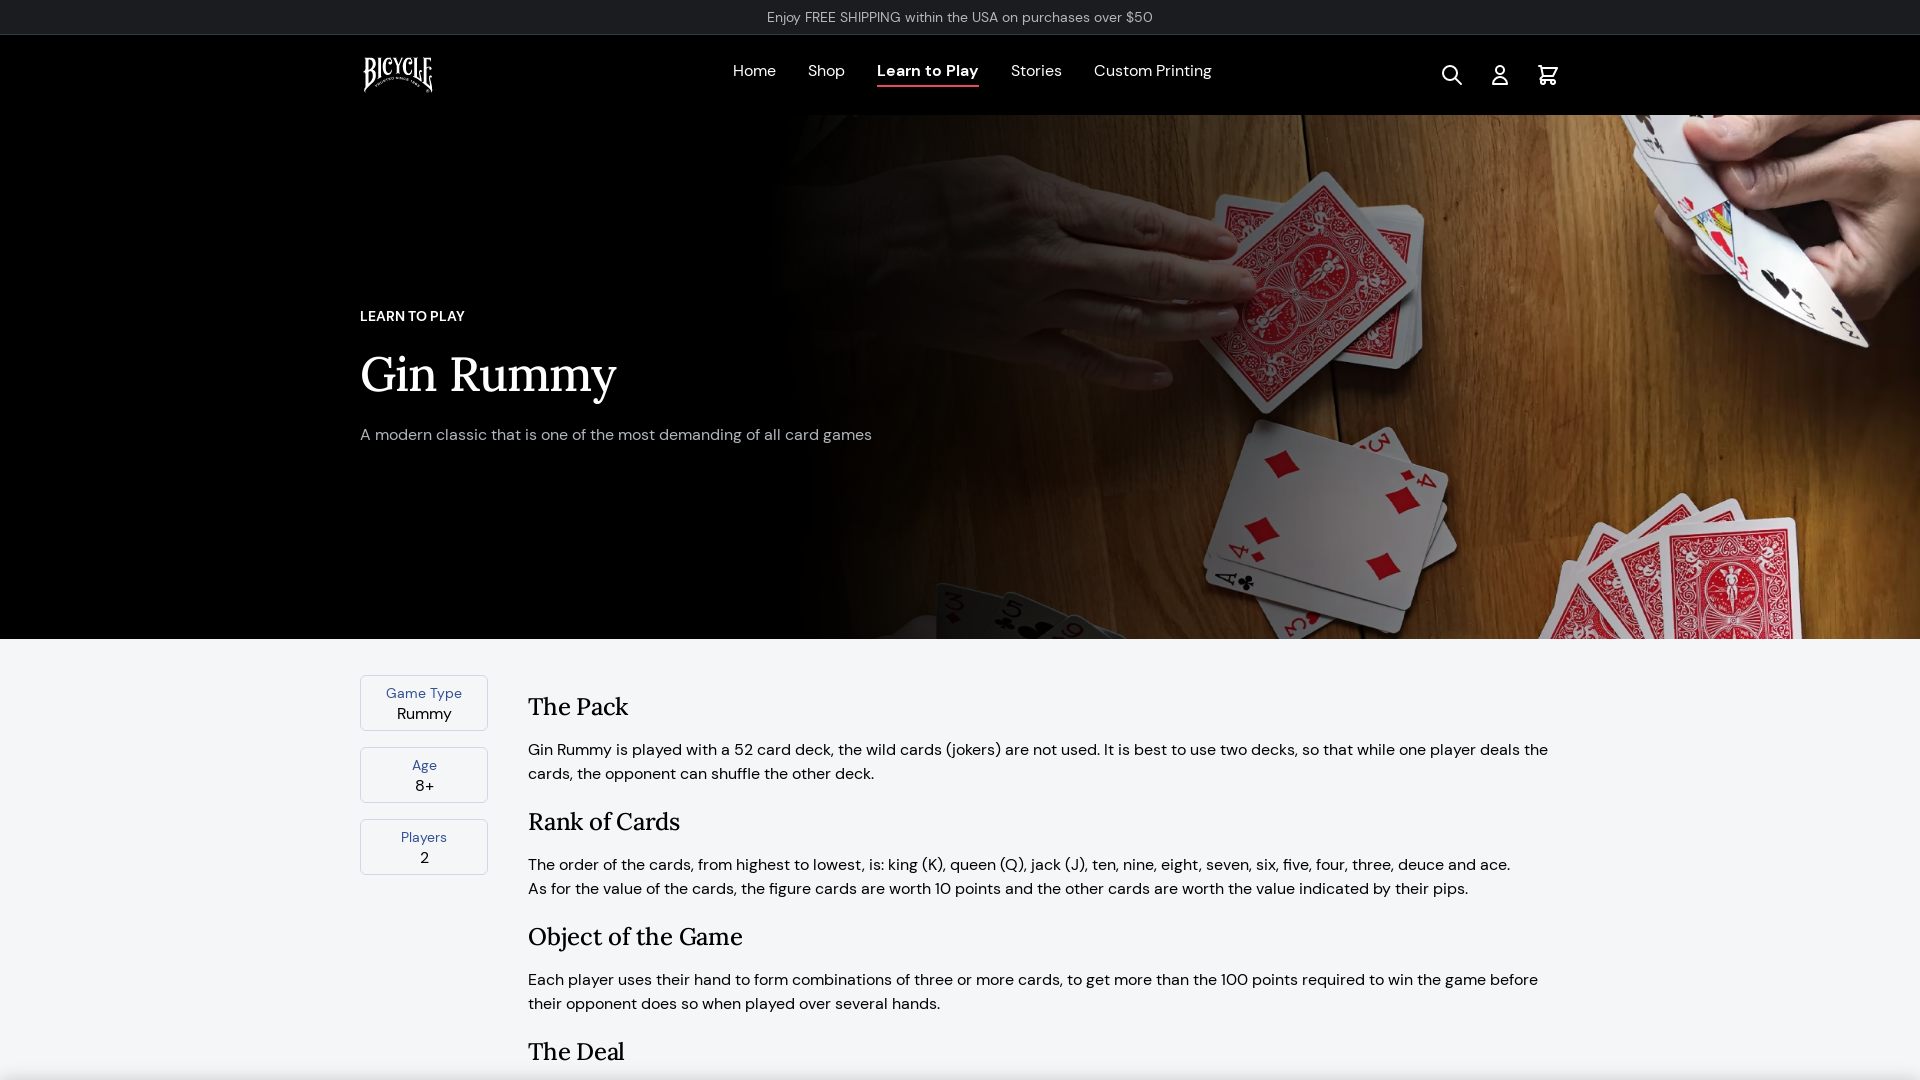 Enjoy FREE SHIPPING within the USA on purchases over $50
BICYCLE
Home
Shop
Learn to Play
Stories
Custom Printing
LEARN TO PLAY
Gin Rummy
A modern classic that is one of the most demanding of all card games
Game Type
Rummy
Age
8+
Players
2
The Pack
Gin Rummy is played with a 52 card deck, the wild cards (jokers) are not used. It is best to use two decks, so that while one player deals the
cards, the opponent can shuffle the other deck.
Rank of Cards
The order of the cards, from highest to lowest, is: king (K), queen (Q), jack (J), ten, nine, eight, seven, six, five, four, three, deuce and ace.
As for the value of the cards, the figure cards are worth 10 points and the other cards are worth the value indicated by their pips.
Object of the Game
Each player uses their hand to form combinations of three or more cards, to get more than the 100 points required to win the game before
their opponent does so when played over several hands.
The Deal